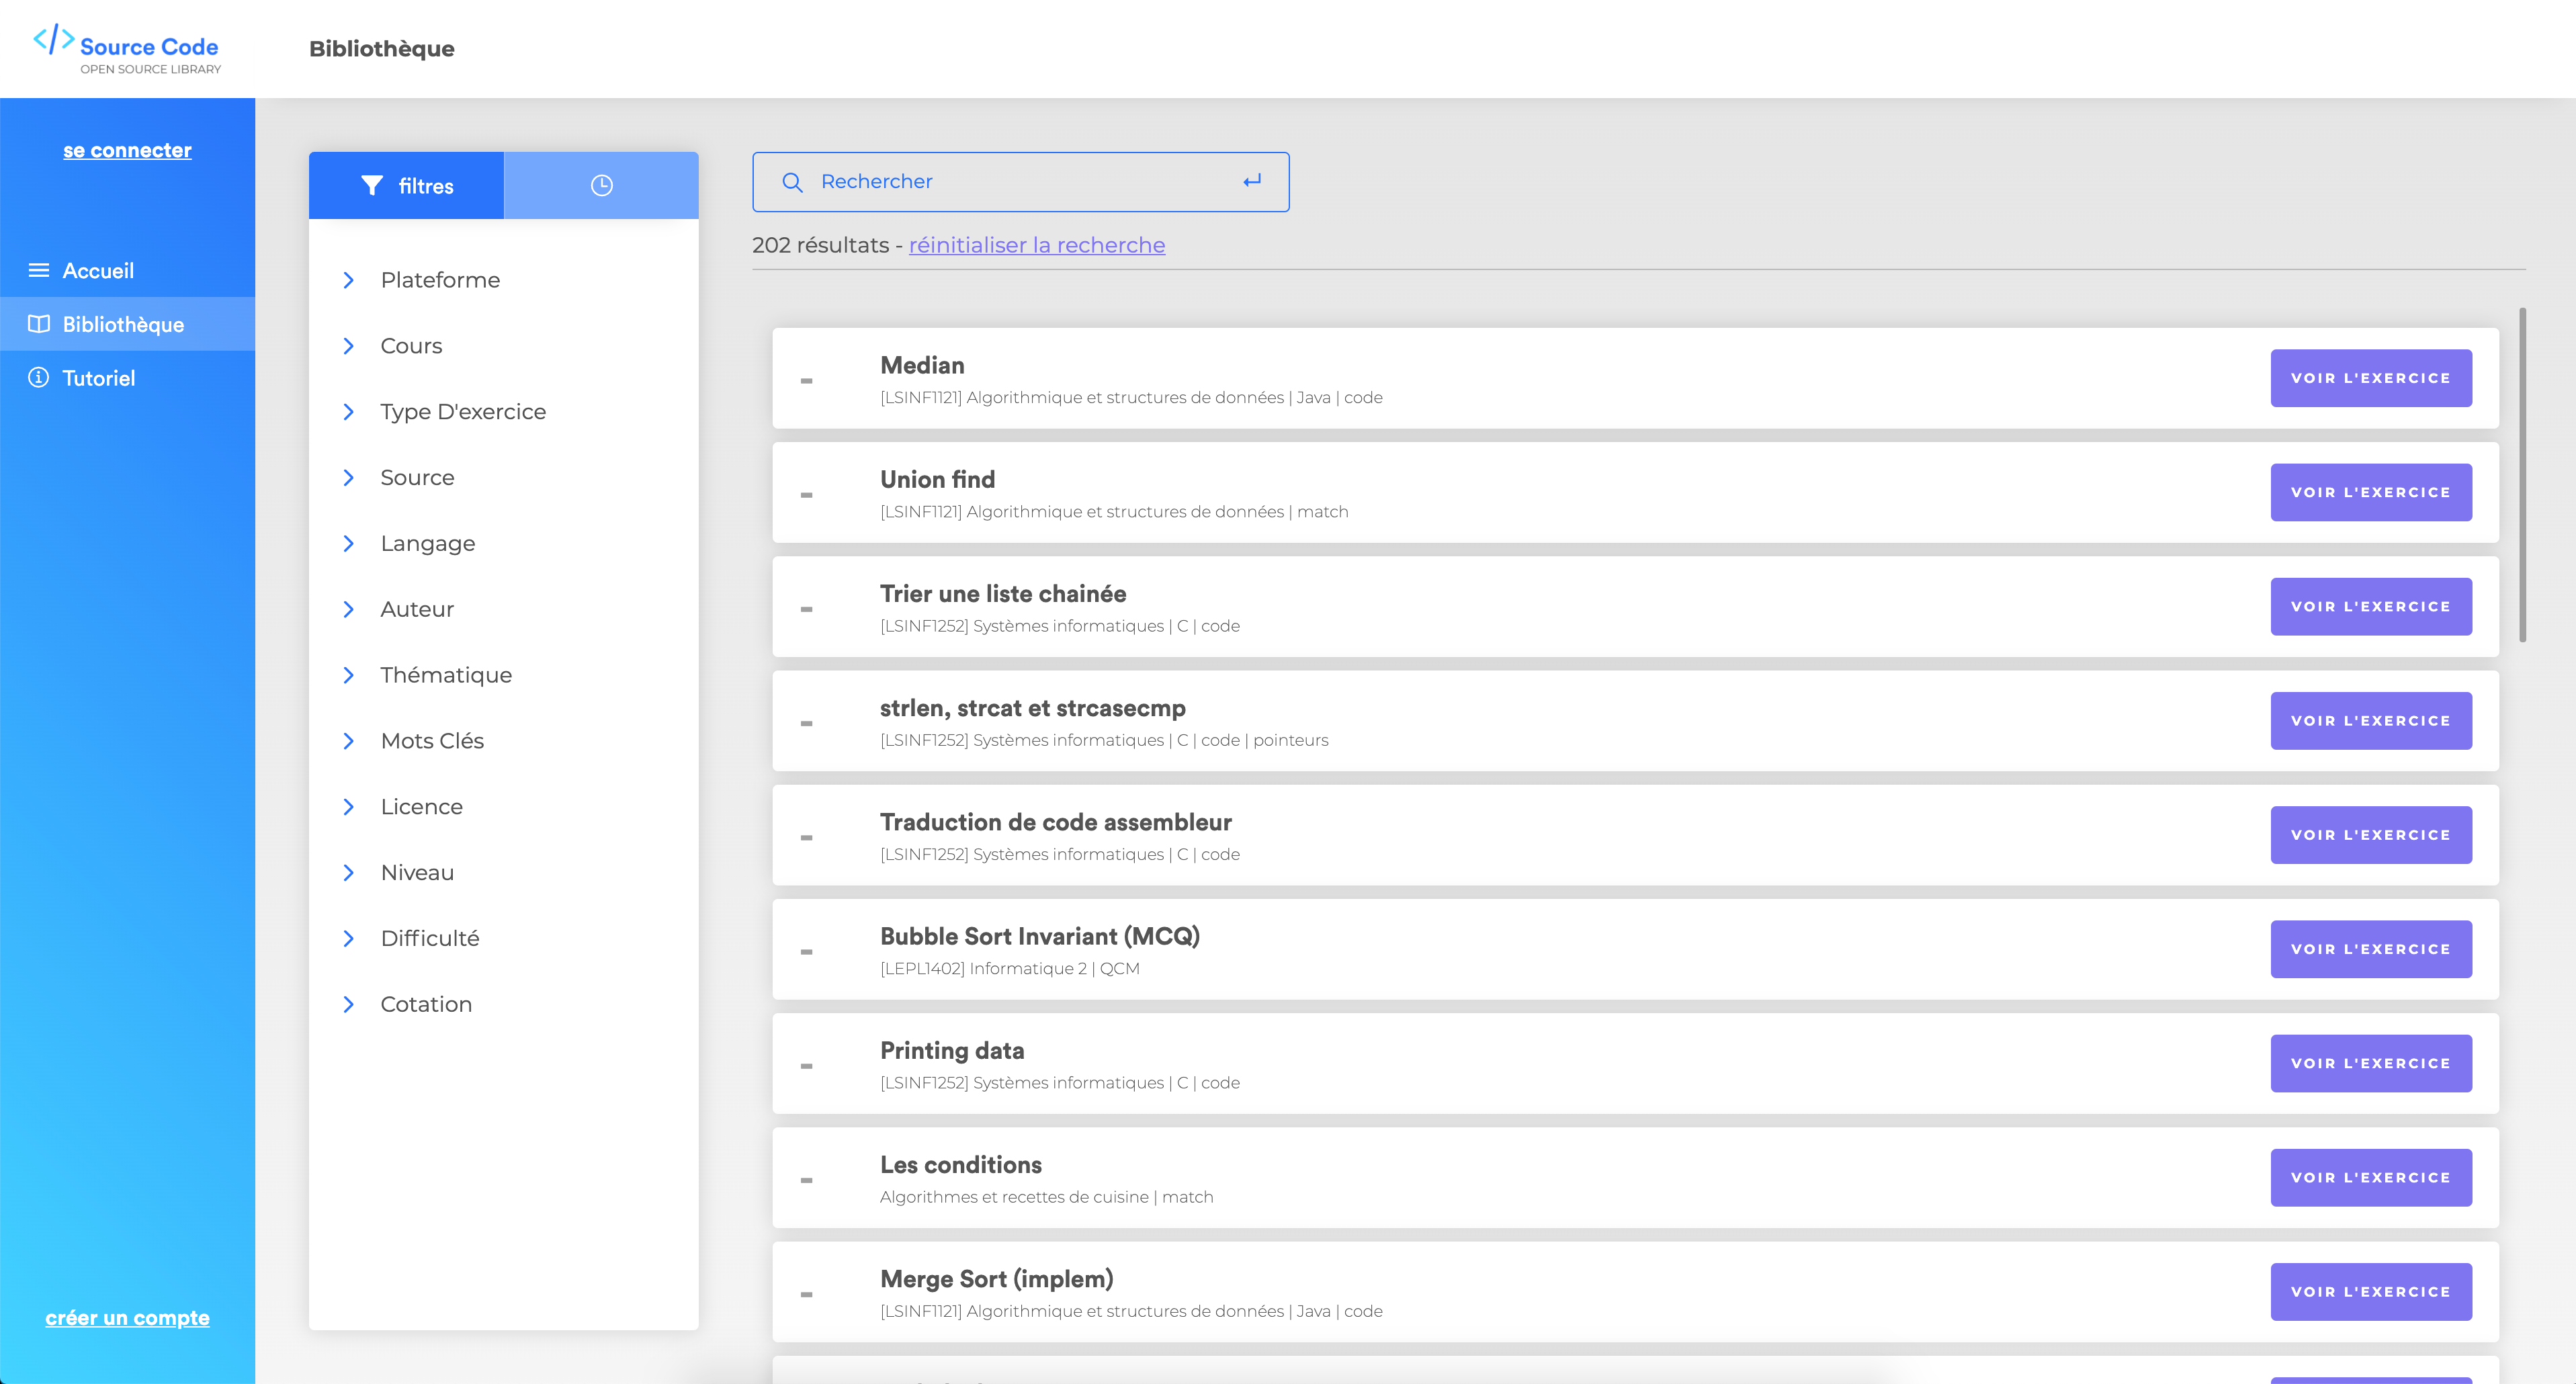 </> Source Code
OPEN SOURCE LIBRARY
Bibliothèque
se connecter
Accueil
Bibliothèque
Tutoriel
créer un compte
filtres
Plateforme
Cours
Type D'exercice
Source
Langage
Auteur
Thématique
Mots Clés
Licence
Niveau
Difficulté
Cotation
Rechercher
202 résultats - réinitialiser la recherche
-
Median
[LSINF1121] Algorithmique et structures de données | Java | code
VOIR L'EXERCICE
-
Union find
[LSINF1121] Algorithmique et structures de données | match
VOIR L'EXERCICE
-
Trier une liste chainée
[LSINF1252] Systèmes informatiques | C | code
VOIR L'EXERCICE
-
strlen, strcat et strcasecmp
[LSINF1252] Systèmes informatiques | C | code | pointeurs
VOIR L'EXERCICE
-
Traduction de code assembleur
[LSINF1252] Systèmes informatiques | C | code
VOIR L'EXERCICE
-
Bubble Sort Invariant (MCQ)
[LEPL1402] Informatique 2 | QCM
VOIR L'EXERCICE
-
Printing data
[LSINF1252] Systèmes informatiques | C | code
VOIR L'EXERCICE
-
Les conditions
Algorithmes et recettes de cuisine | match
VOIR L'EXERCICE
-
Merge Sort (implem)
[LSINF1121] Algorithmique et structures de données | Java | code
VOIR L'EXERCICE